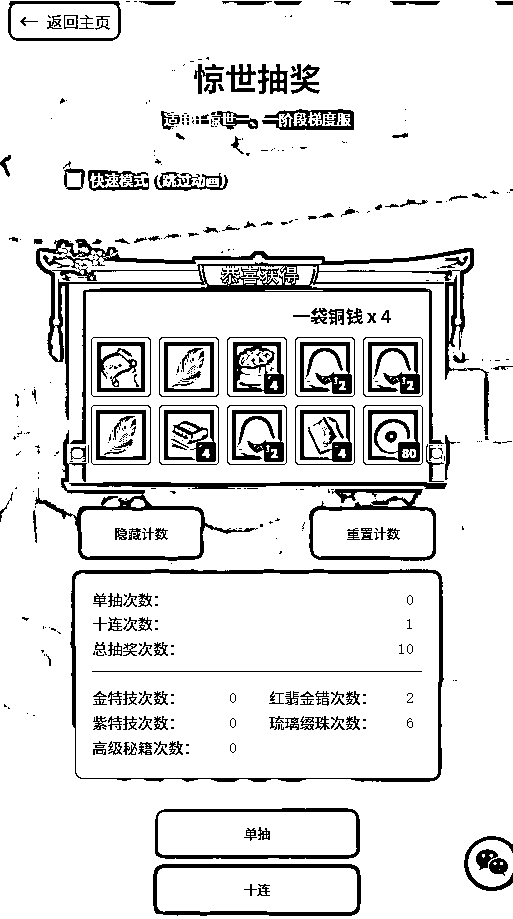 ← 返回主页
惊世抽奖
适用于惊世一、二阶段梯度服
快速模式（跳过动画）
恭喜获得
一袋铜钱 x 4
4 12 12
4 12 4 80
隐藏计数 重置计数
单抽次数： 0
十连次数： 1
总抽奖次数： 10
金特技次数： 0 红翡金错次数： 2
紫特技次数： 0 琉璃缀珠次数： 6
高级秘籍次数： 0
单抽
十连